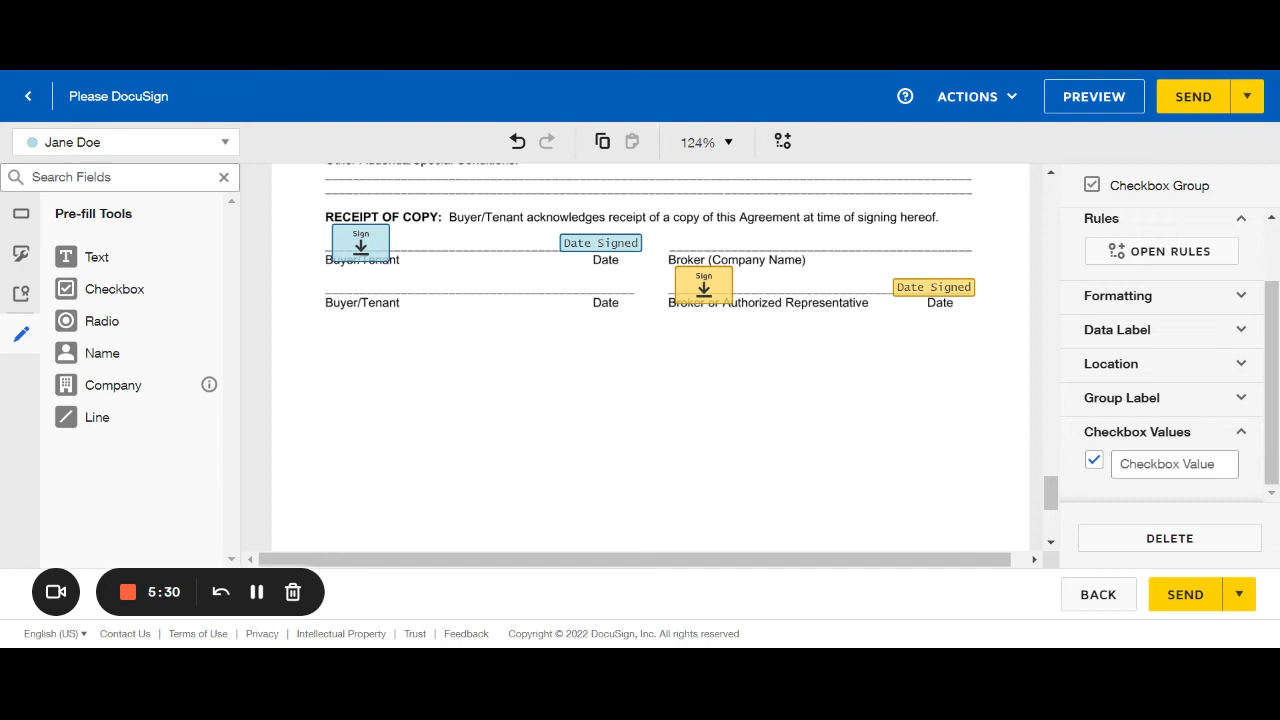 Please DocuSign
ACTIONS
PREVIEW
SEND
Jane Doe
124%
Search Fields
Pre-fill Tools
Text
Checkbox
Radio
Name
Company
Line
RECEIPT OF COPY: Buyer/Tenant acknowledges receipt of a copy of this Agreement at time of signing hereof.
Sign
Date Signed
Buyer/Tenant Date Broker (Company Name)
Sign
Date Signed
Buyer/Tenant Date Broker or Authorized Representative Date
Checkbox Group
Rules
OPEN RULES
Formatting
Data Label
Location
Group Label
Checkbox Values
Checkbox Value
DELETE
5:30
BACK
SEND
English (US) Contact Us | Terms of Use | Privacy | Intellectual Property | Trust | Feedback Copyright © 2022 DocuSign, Inc. All rights reserved